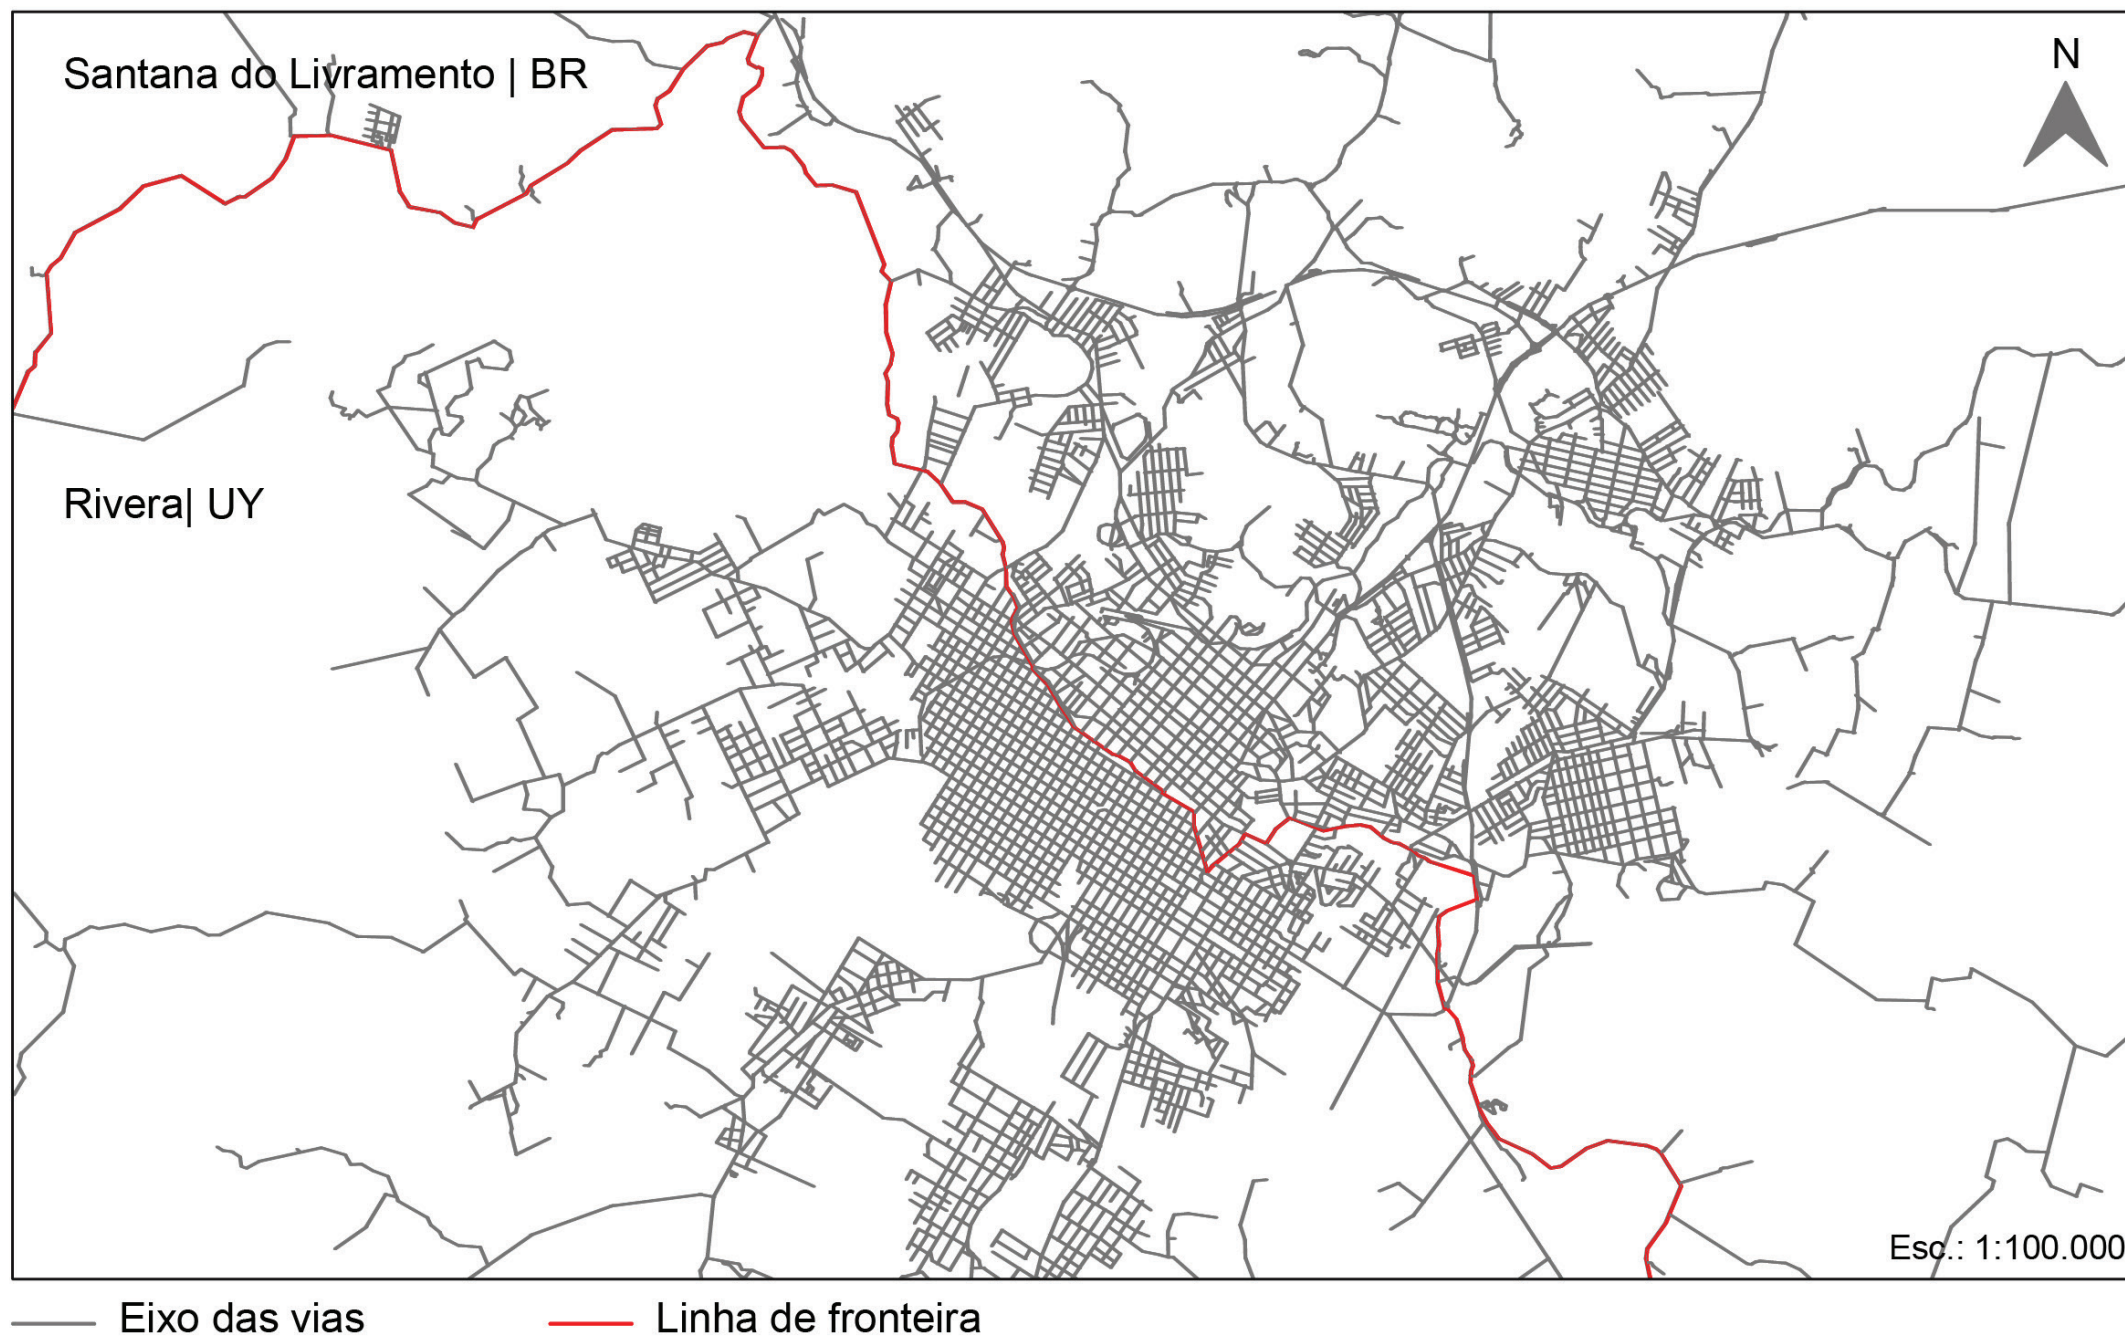 Santana do Livramento | BR
N
Rivera| UY
Esc.: 1:100.000
Eixo das vias
Linha de fronteira